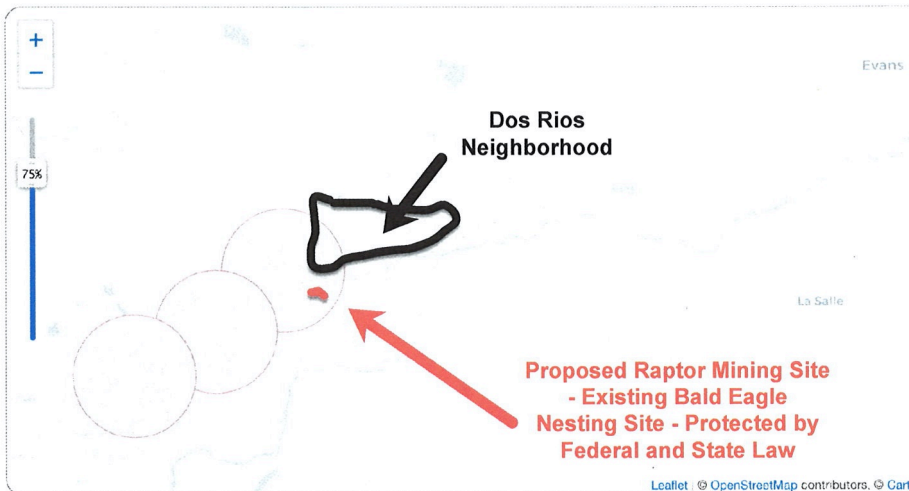 +
−
75%
Evans
Dos Rios
Neighborhood
La Salle
Proposed Raptor Mining Site
- Existing Bald Eagle
Nesting Site - Protected by
Federal and State Law
Leaflet | © OpenStreetMap contributors, © Cart